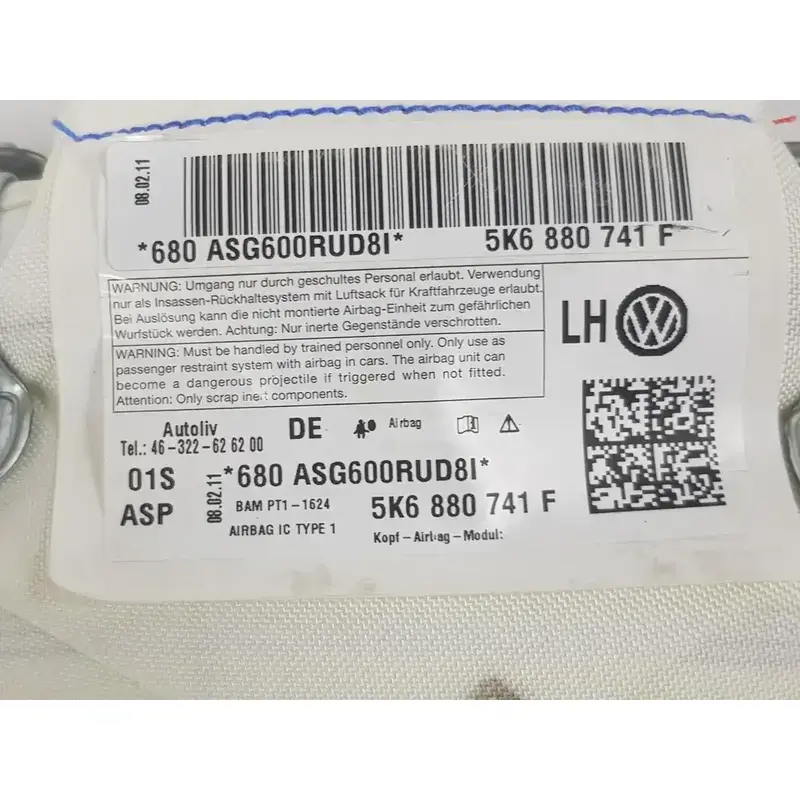 08.02.11
*680 ASG600RUD8I* 5K6 880 741 F
WARNUNG: Umgang nur durch geschultes Personal erlaubt. Verwendung
nur als Insassen-Rückhaltesystem mit Luftsack für Kraftfahrzeuge erlaubt.
Bei Auslösung kann die nicht montierte Airbag-Einheit zum gefährlichen
Wurfstück werden. Achtung: Nur inerte Gegenstände verschrotten.
WARNING: Must be handled by trained personnel only. Only use as
passenger restraint system with airbag in cars. The airbag unit can
become a dangerous projectile if triggered when not fitted.
Attention: Only scrap inert components.
LH
Autoliv
Tel.: 46-322-62 62 00
DE
Airbag
01S
ASP
08.02.11
*680 ASG600RUD8I*
BAM PT1-1624
5K6 880 741 F
AIRBAG IC TYPE 1
Kopf-Airbag-Modul: